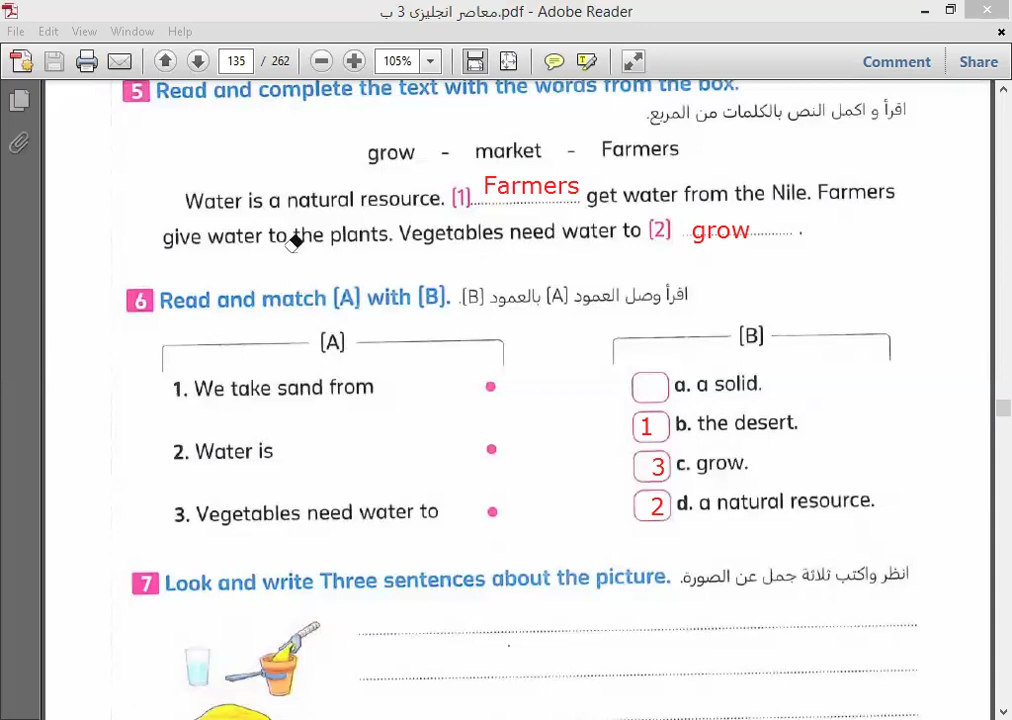 معاصر انجليزى 3 ب.pdf - Adobe Reader
File Edit View Window Help
135 / 262 105% Comment Share
5 Read and complete the text with the words from the box.
اقرأ و اكمل النص بالكلمات من المربع.
grow - market - Farmers
Water is a natural resource. (1) Farmers get water from the Nile. Farmers
give water to the plants. Vegetables need water to (2) grow .
6 Read and match (A) with (B). اقرأ وصل العمود (A) بالعمود (B).
(A) (B)
1. We take sand from a. a solid.
1 b. the desert.
2. Water is 3 c. grow.
3. Vegetables need water to 2 d. a natural resource.
7 Look and write Three sentences about the picture. انظر واكتب ثلاثة جمل عن الصورة.